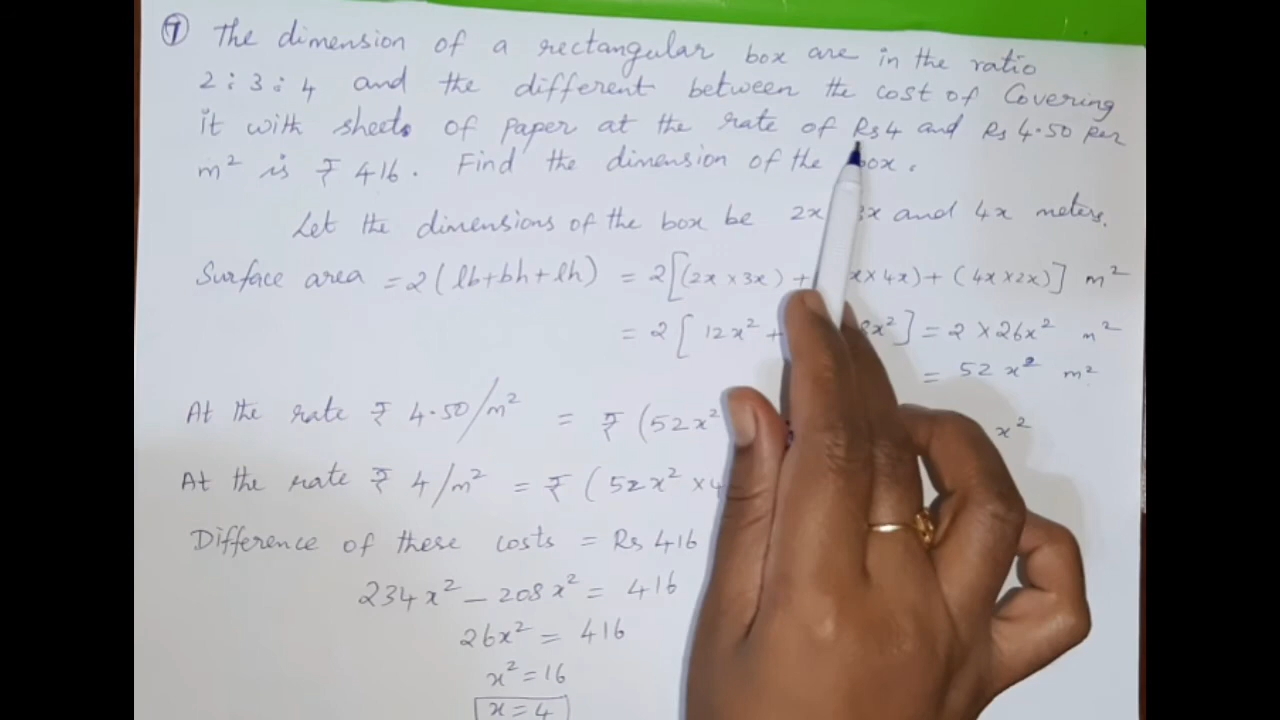 ⑦ The dimension of a rectangular box are in the ratio
2 : 3 : 4 and the different between the cost of Covering
it with sheets of Paper at the rate of Rs 4 and Rs 4.50 per
m² is ₹ 416. Find the dimension of the box.
Let the dimensions of the box be 2x 3x and 4x meters.
Surface area = 2(lb+bh+lh) = 2[(2x×3x) + x×4x) + (4x×2x)] m²
= 2[12x² + 8x²] = 2 × 26x² m²
= 52 x² m²
At the rate ₹ 4.50/m² = ₹ (52x² x²
At the rate ₹ 4/m² = ₹ (52x² ×4
Difference of these costs = Rs 416
234x² – 208x² = 416
26x² = 416
x² = 16
x = 4